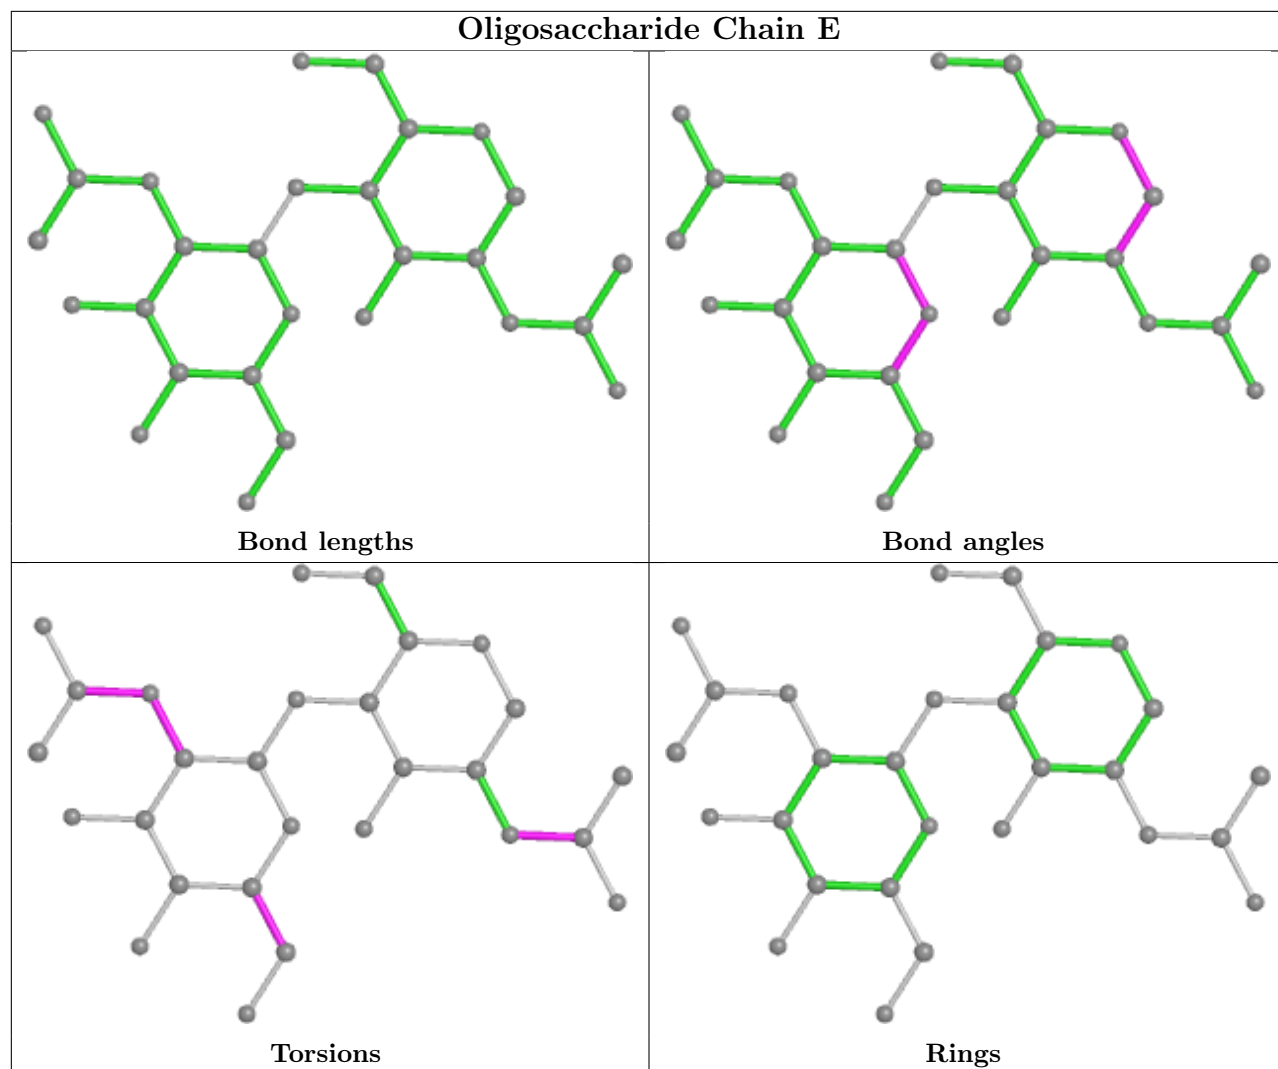 Oligosaccharide Chain E
Bond lengths
Bond angles
Torsions
Rings